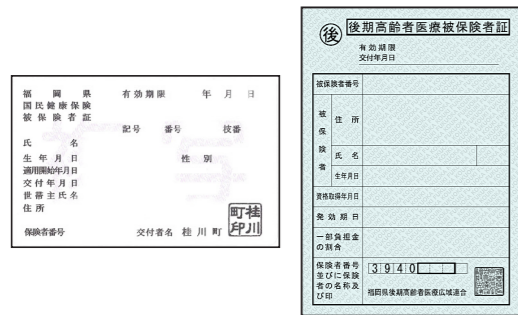 福岡県
有効期限 年 月 日
国民健康保険
被保険者証
記号 番号 枝番
氏名
生年月日 性別
適用開始年月日
交付年月日
世帯主氏名
住所
保険者番号 交付者名 桂川町
桂川
町印
後 後期高齢者医療被保険者証
有効期限
交付年月日
被保険者番号
被保険者
住所
氏名
生年月日
資格取得年月日
発効期日
一部負担金
の割合
保険者番号
並びに保険
者の名称及
び印
3940
福岡県後期高齢者医療広域連合